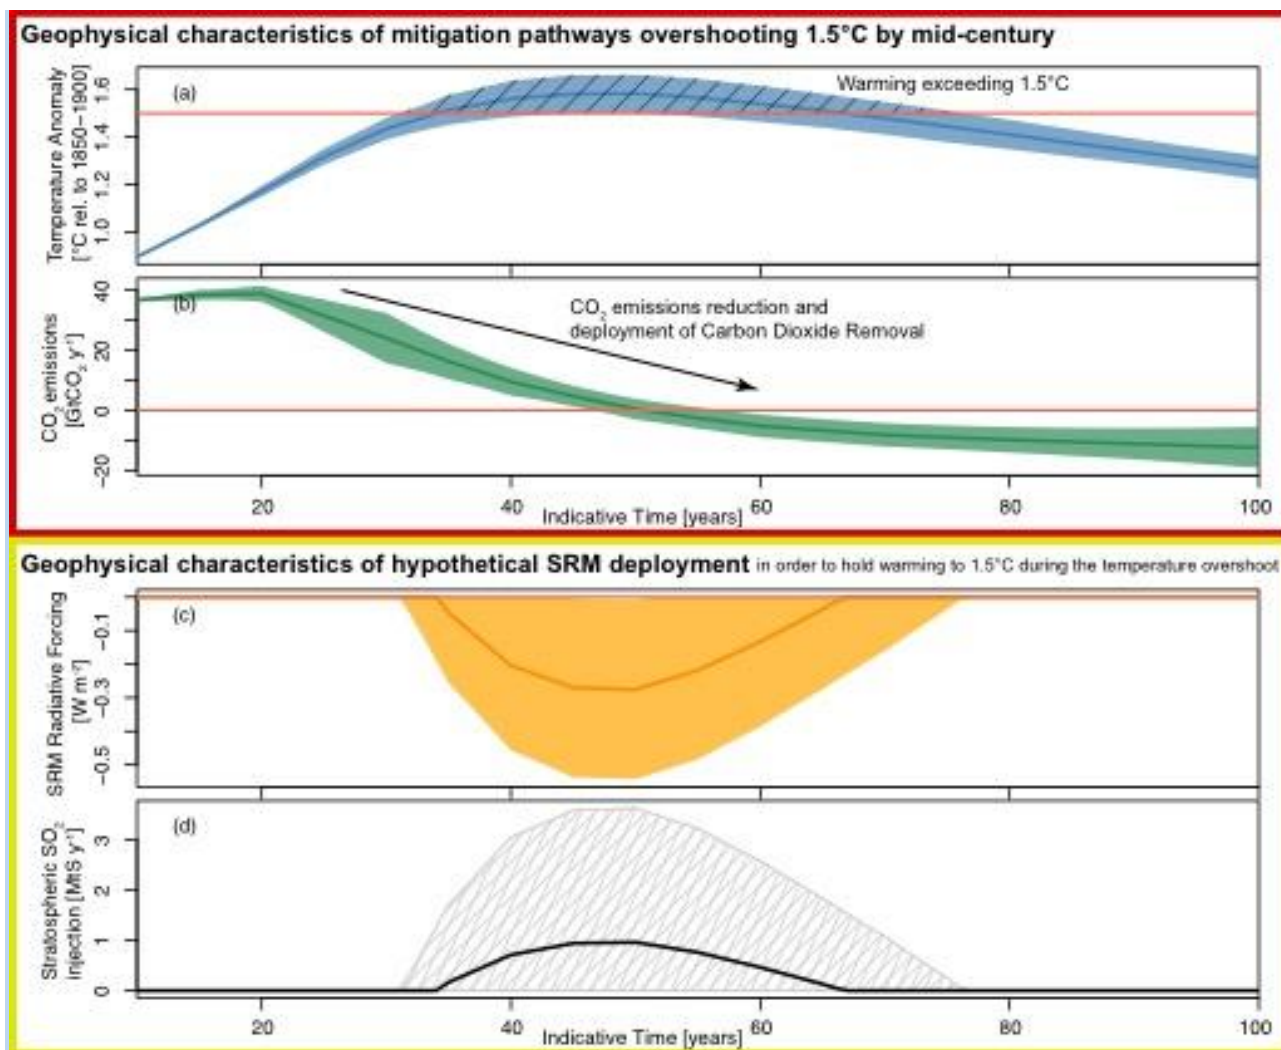 Geophysical characteristics of mitigation pathways overshooting 1.5°C by mid-century
Temperature Anomaly
[°C rel. to 1850–1900]
1.0 1.2 1.4 1.6
(a)
Warming exceeding 1.5°C
CO₂ emissions
[GtCO₂ y⁻¹]
−20 0 20 40
(b)
CO₂ emissions reduction and
deployment of Carbon Dioxide Removal
20 40 60 80 100
Indicative Time [years]
Geophysical characteristics of hypothetical SRM deployment in order to hold warming to 1.5°C during the temperature overshoot
SRM Radiative Forcing
[W m⁻²]
−0.5 −0.3 −0.1
(c)
Stratospheric SO₂
injection [MtS y⁻¹]
0 1 2 3
(d)
20 40 60 80 100
Indicative Time [years]